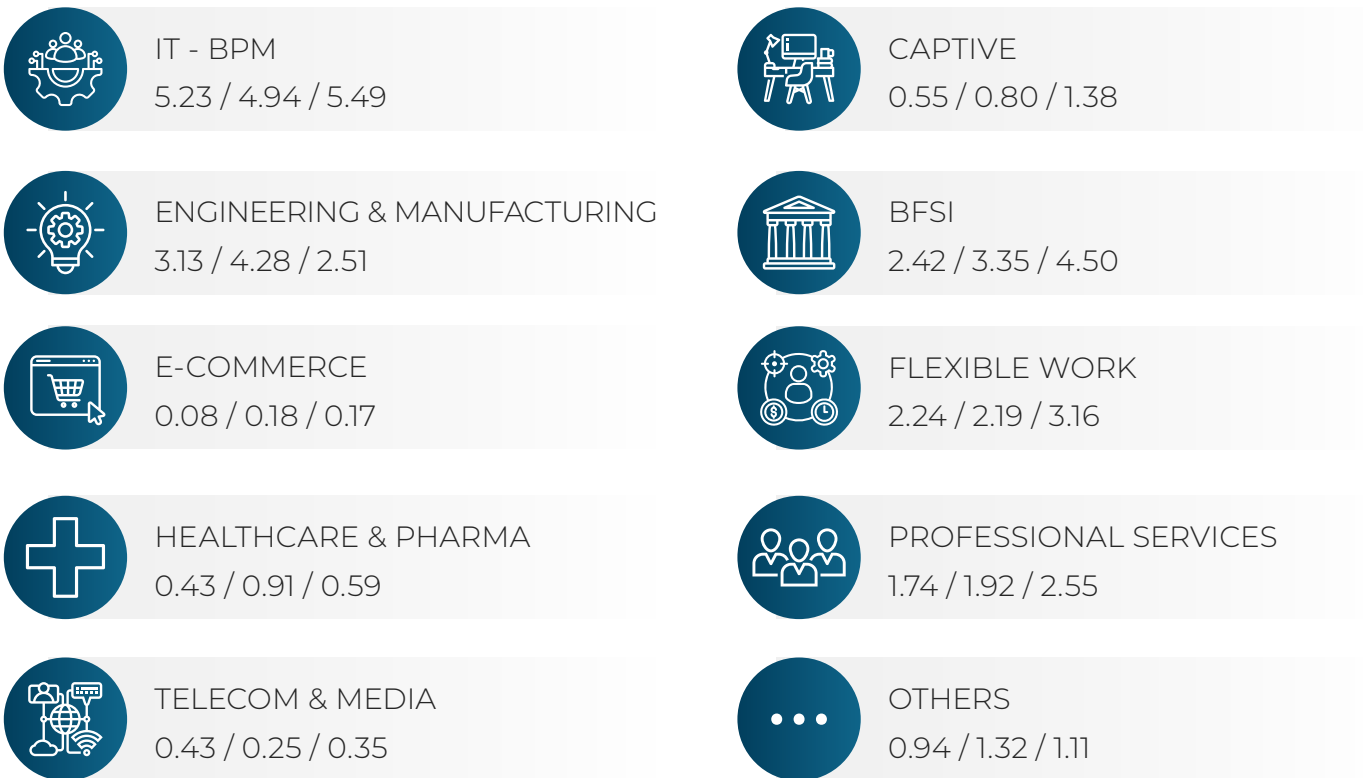 IT - BPM
5.23 / 4.94 / 5.49
ENGINEERING & MANUFACTURING
3.13 / 4.28 / 2.51
E-COMMERCE
0.08 / 0.18 / 0.17
HEALTHCARE & PHARMA
0.43 / 0.91 / 0.59
TELECOM & MEDIA
0.43 / 0.25 / 0.35
CAPTIVE
0.55 / 0.80 / 1.38
BFSI
2.42 / 3.35 / 4.50
FLEXIBLE WORK
2.24 / 2.19 / 3.16
PROFESSIONAL SERVICES
1.74 / 1.92 / 2.55
OTHERS
0.94 / 1.32 / 1.11